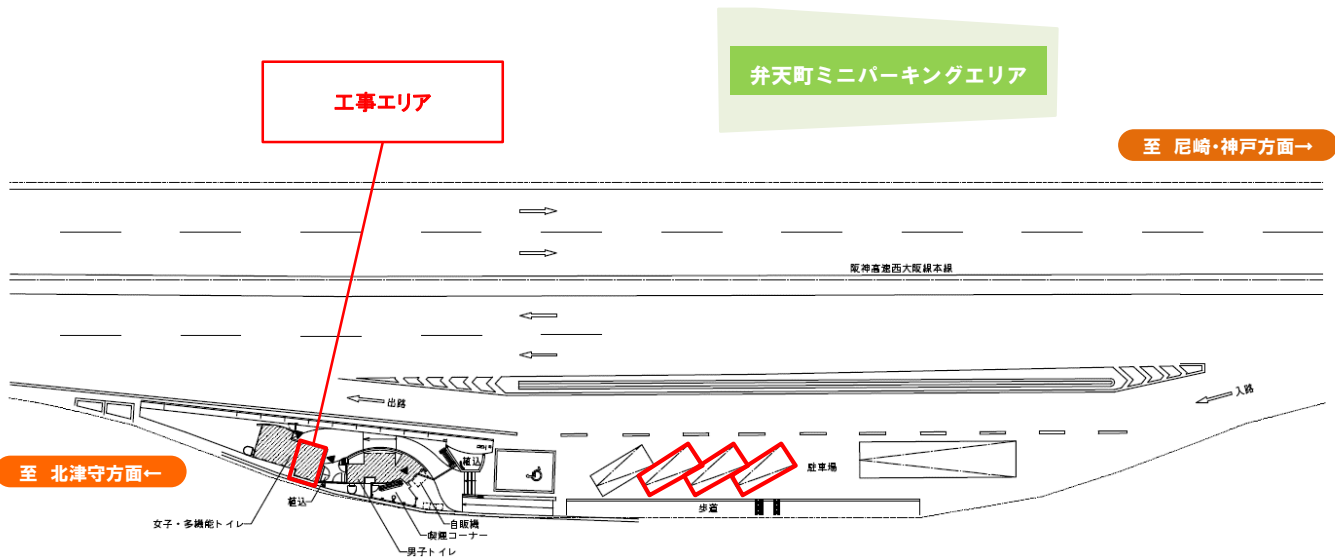 弁天町ミニパーキングエリア
工事エリア
至 尼崎・神戸方面→
阪神高速西大阪線本線
入路
出路
植込
駐車場
至 北津守方面←
植込
歩道
女子・多機能トイレ
自販機
喫煙コーナー
男子トイレ